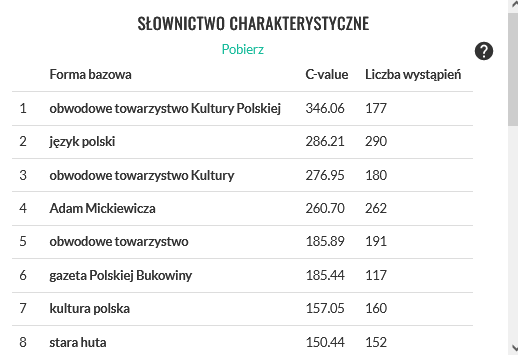 SŁOWNICTWO CHARAKTERYSTYCZNE
Pobierz
?
Forma bazowa C-value Liczba wystąpień
1 obwodowe towarzystwo Kultury Polskiej 346.06 177
2 język polski 286.21 290
3 obwodowe towarzystwo Kultury 276.95 180
4 Adam Mickiewicza 260.70 262
5 obwodowe towarzystwo 185.89 191
6 gazeta Polskiej Bukowiny 185.44 117
7 kultura polska 157.05 160
8 stara huta 150.44 152